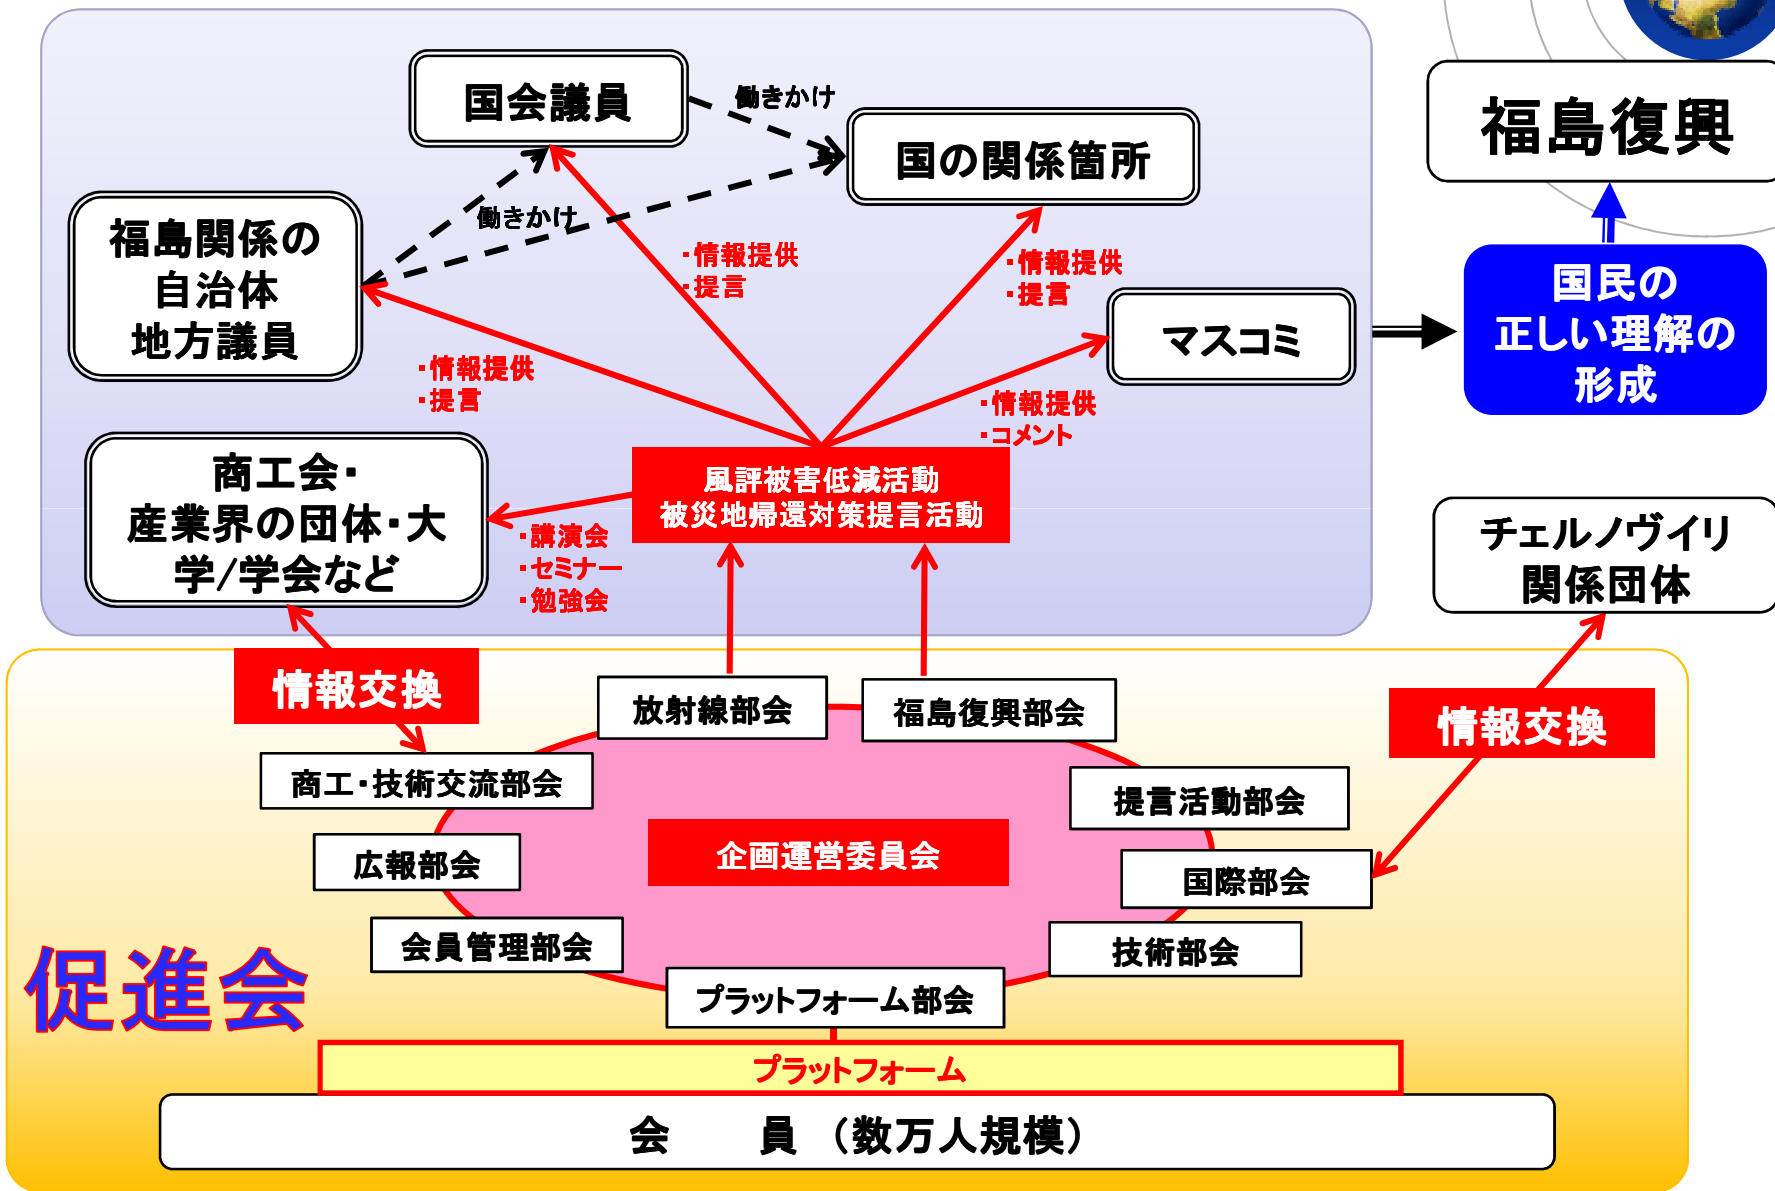 国会議員
働きかけ
国の関係箇所
福島復興
福島関係の
自治体
地方議員
働きかけ
・情報提供
・提言
・情報提供
・提言
マスコミ
国民の
正しい理解の
形成
・情報提供
・提言
・情報提供
・コメント
商工会・
産業界の団体・大
学/学会など
風評被害低減活動
被災地帰還対策提言活動
・講演会
・セミナー
・勉強会
チェルノヴイリ
関係団体
情報交換
放射線部会
福島復興部会
情報交換
商工・技術交流部会
提言活動部会
広報部会
企画運営委員会
国際部会
会員管理部会
技術部会
促進会
プラットフォーム部会
プラットフォーム
会　　員 （数万人規模）